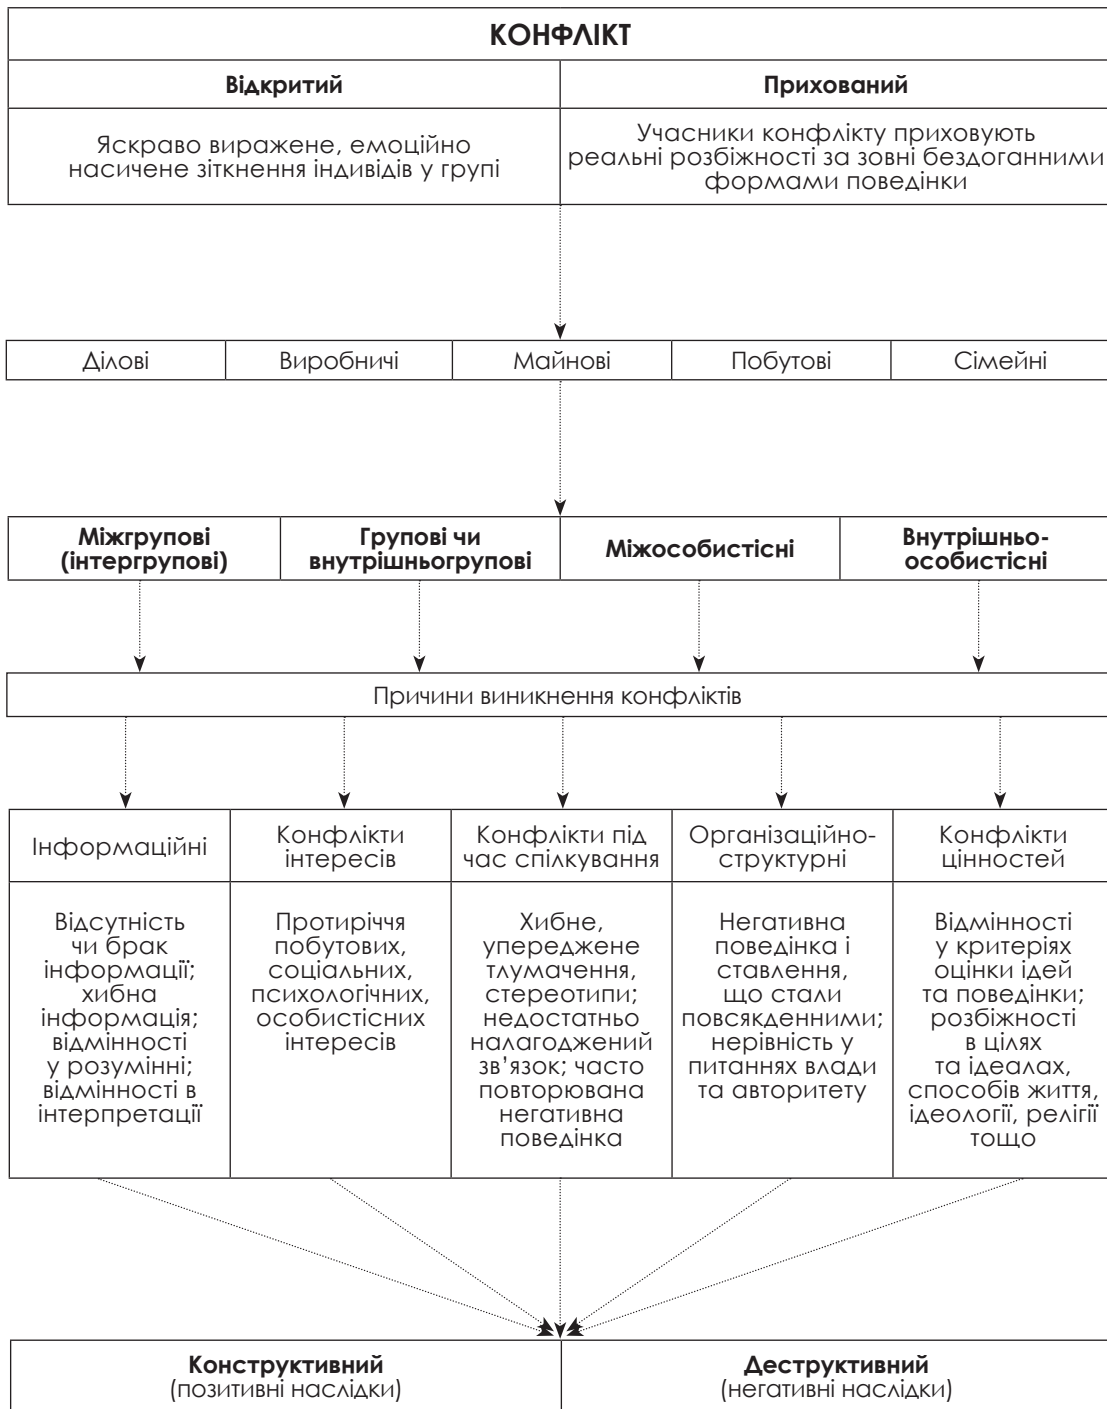 КОНФЛІКТ
Відкритий
Прихований
Яскраво виражене, емоційно
насичене зіткнення індивідів у групі
Учасники конфлікту приховують
реальні розбіжності за зовні бездоганними
формами поведінки
Ділові
Виробничі
Майнові
Побутові
Сімейні
Міжгрупові
(інтергрупові)
Групові чи
внутрішньогрупові
Міжособистісні
Внутрішньо-
особистісні
Причини виникнення конфліктів
Інформаційні
Конфлікти
інтересів
Конфлікти під
час спілкування
Організаційно-
структурні
Конфлікти
цінностей
Відсутність
чи брак
інформації;
хибна
інформація;
відмінності
у розумінні;
відмінності в
інтерпретації
Протиріччя
побутових,
соціальних,
психологічних,
особистісних
інтересів
Хибне,
упереджене
тлумачення,
стереотипи;
недостатньо
налагоджений
зв’язок; часто
повторювана
негативна
поведінка
Негативна
поведінка і
ставлення,
що стали
повсякденними;
нерівність у
питаннях влади
та авторитету
Відмінності
у критеріях
оцінки ідей
та поведінки;
розбіжності
в цілях
та ідеалах,
способів життя,
ідеології, релігії
тощо
Конструктивний
(позитивні наслідки)
Деструктивний
(негативні наслідки)